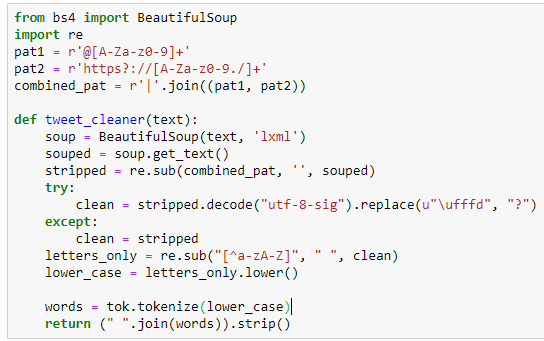 from bs4 import BeautifulSoup
import re
pat1 = r'@[A-Za-z0-9]+'
pat2 = r'https?://[A-Za-z0-9./]+'
combined_pat = r'|'.join((pat1, pat2))

def tweet_cleaner(text):
    soup = BeautifulSoup(text, 'lxml')
    souped = soup.get_text()
    stripped = re.sub(combined_pat, '', souped)
    try:
        clean = stripped.decode("utf-8-sig").replace(u"\ufffd", "?")
    except:
        clean = stripped
    letters_only = re.sub("[^a-zA-Z]", " ", clean)
    lower_case = letters_only.lower()

    words = tok.tokenize(lower_case)
    return (" ".join(words)).strip()